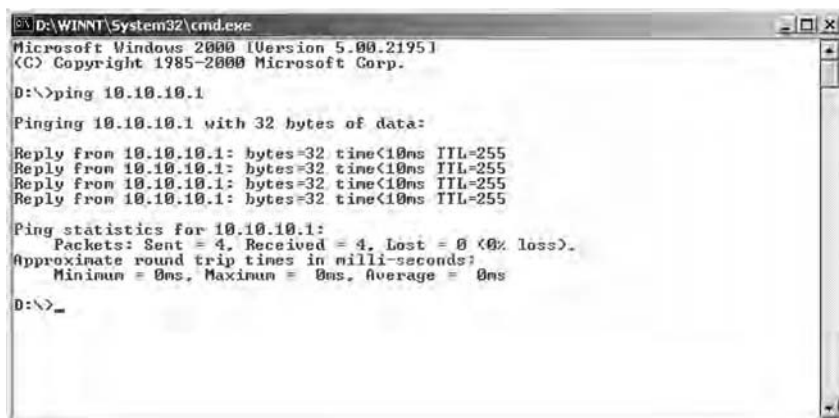 D:\WINNT\System32\cmd.exe
Microsoft Windows 2000 [Version 5.00.2195]
(C) Copyright 1985-2000 Microsoft Corp.
D:\>ping 10.10.10.1
Pinging 10.10.10.1 with 32 bytes of data:
Reply from 10.10.10.1: bytes=32 time<10ms TTL=255
Reply from 10.10.10.1: bytes=32 time<10ms TTL=255
Reply from 10.10.10.1: bytes=32 time<10ms TTL=255
Reply from 10.10.10.1: bytes=32 time<10ms TTL=255
Ping statistics for 10.10.10.1:
Packets: Sent = 4, Received = 4, Lost = 0 (0% loss),
Approximate round trip times in milli-seconds:
Minimum = 0ms, Maximum = 0ms, Average = 0ms
D:\>_